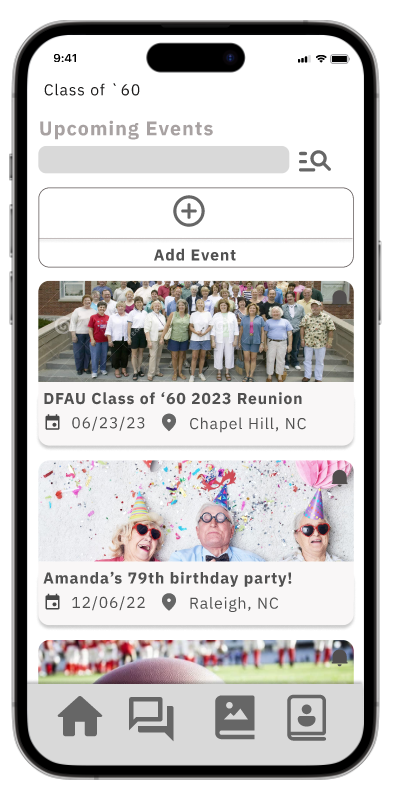 9:41
Class of `60
Upcoming Events
Add Event
DFAU Class of ‘60 2023 Reunion
06/23/23 Chapel Hill, NC
Amanda’s 79th birthday party!
12/06/22 Raleigh, NC